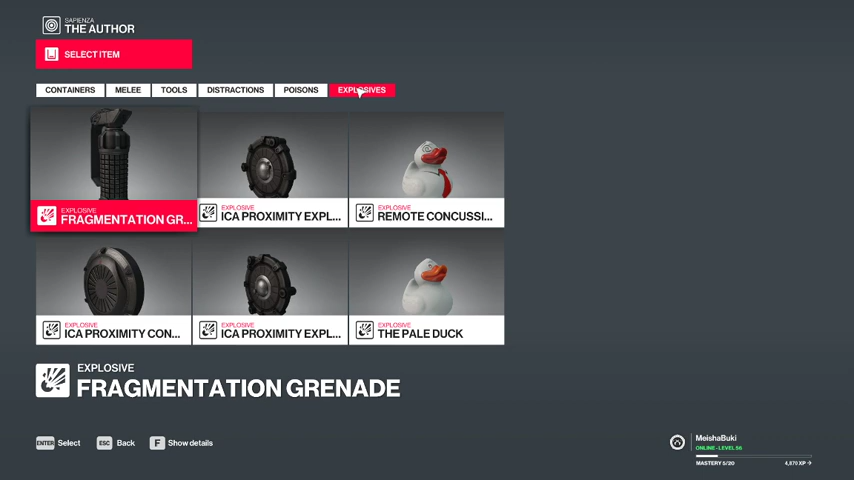 SAPIENZA
THE AUTHOR
SELECT ITEM
CONTAINERS MELEE TOOLS DISTRACTIONS POISONS EXPLOSIVES
EXPLOSIVE EXPLOSIVE EXPLOSIVE
FRAGMENTATION GR... ICA PROXIMITY EXPL... REMOTE CONCUSSI...
EXPLOSIVE EXPLOSIVE EXPLOSIVE
ICA PROXIMITY CON... ICA PROXIMITY EXPL... THE PALE DUCK
EXPLOSIVE
FRAGMENTATION GRENADE
ENTER Select ESC Back F Show details
MeishaBuki
ONLINE - LEVEL 56
MASTERY 5/20 4,870 XP